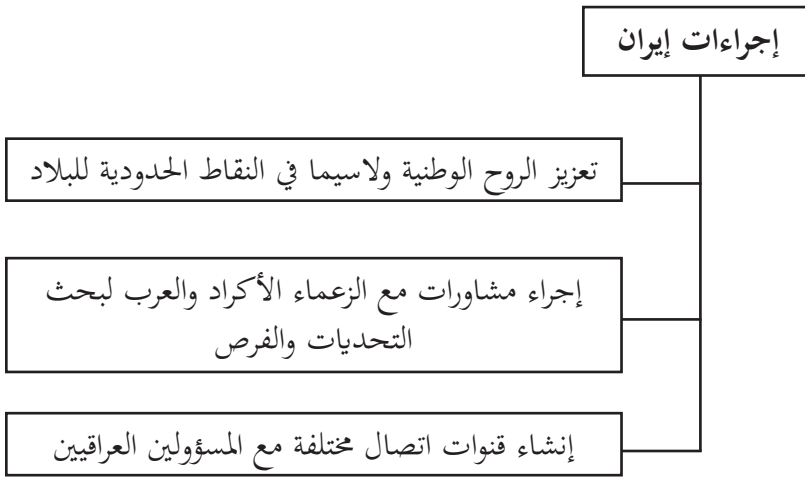 إجراءات إيران
تعزيز الروح الوطنية ولاسيما في النقاط الحدودية للبلاد
إجراء مشاورات مع الزعماء الأكراد والعرب لبحث
التحديات والفرص
إنشاء قنوات اتصال مختلفة مع المسؤولين العراقيين